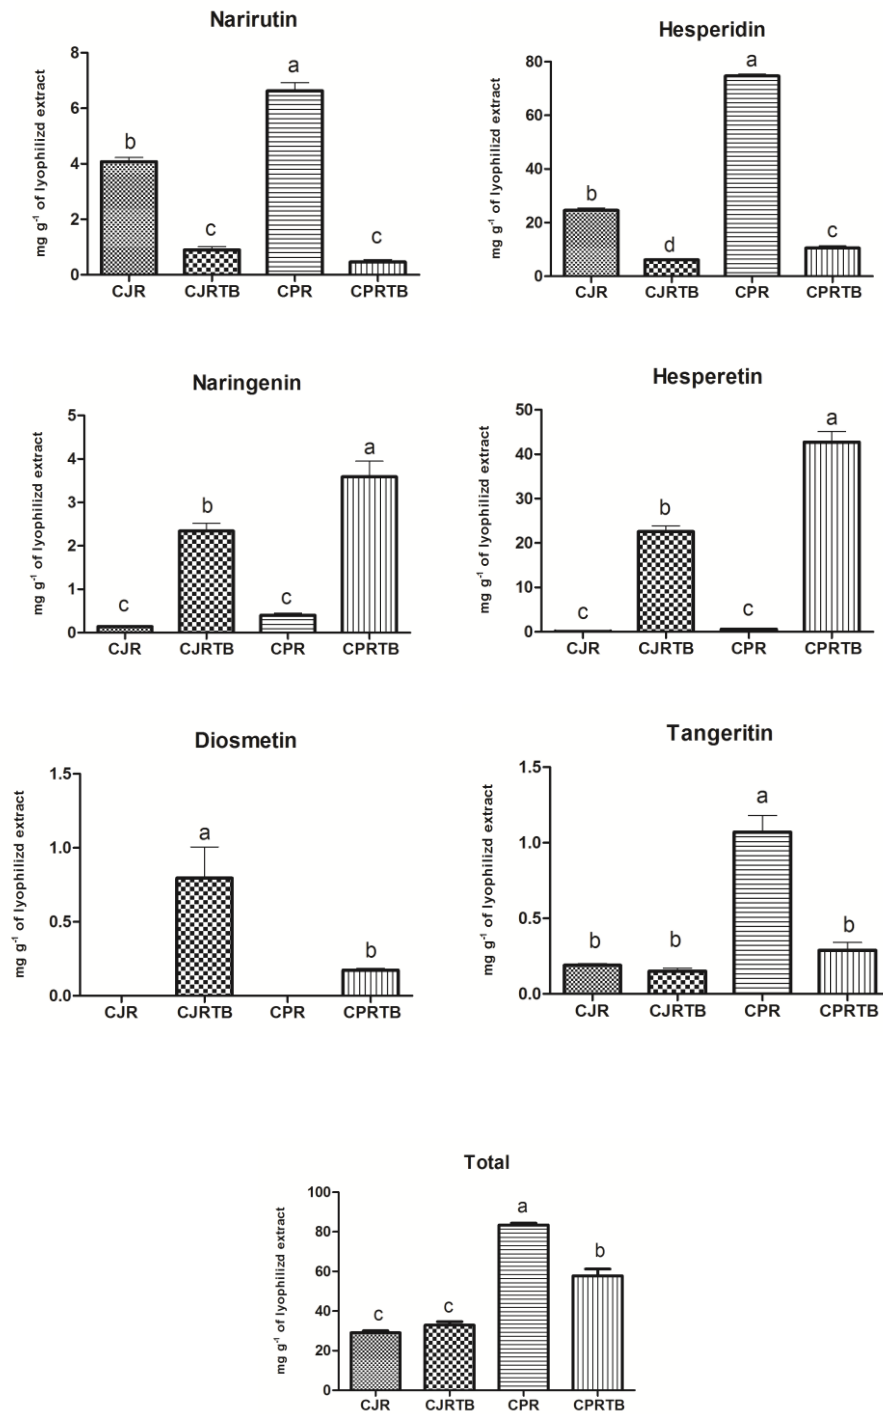 Narirutin
mg g⁻¹ of lyophilizd extract
8
6
4
2
0
b
c
a
c
CJR CJRTB CPR CPRTB
Hesperidin
mg g⁻¹ of lyophilizd extract
80
60
40
20
0
b
d
a
c
CJR CJRTB CPR CPRTB
Naringenin
mg g⁻¹ of lyophilizd extract
5
4
3
2
1
0
c
b
c
a
CJR CJRTB CPR CPRTB
Hesperetin
mg g⁻¹ of lyophilizd extract
50
40
30
20
10
0
c
b
c
a
CJR CJRTB CPR CPRTB
Diosmetin
mg g⁻¹ of lyophilizd extract
1.5
1.0
0.5
0.0
a
b
CJR CJRTB CPR CPRTB
Tangeritin
mg g⁻¹ of lyophilizd extract
1.5
1.0
0.5
0.0
b
b
a
b
CJR CJRTB CPR CPRTB
Total
mg g⁻¹ of lyophilizd extract
100
80
60
40
20
0
c
c
a
b
CJR CJRTB CPR CPRTB